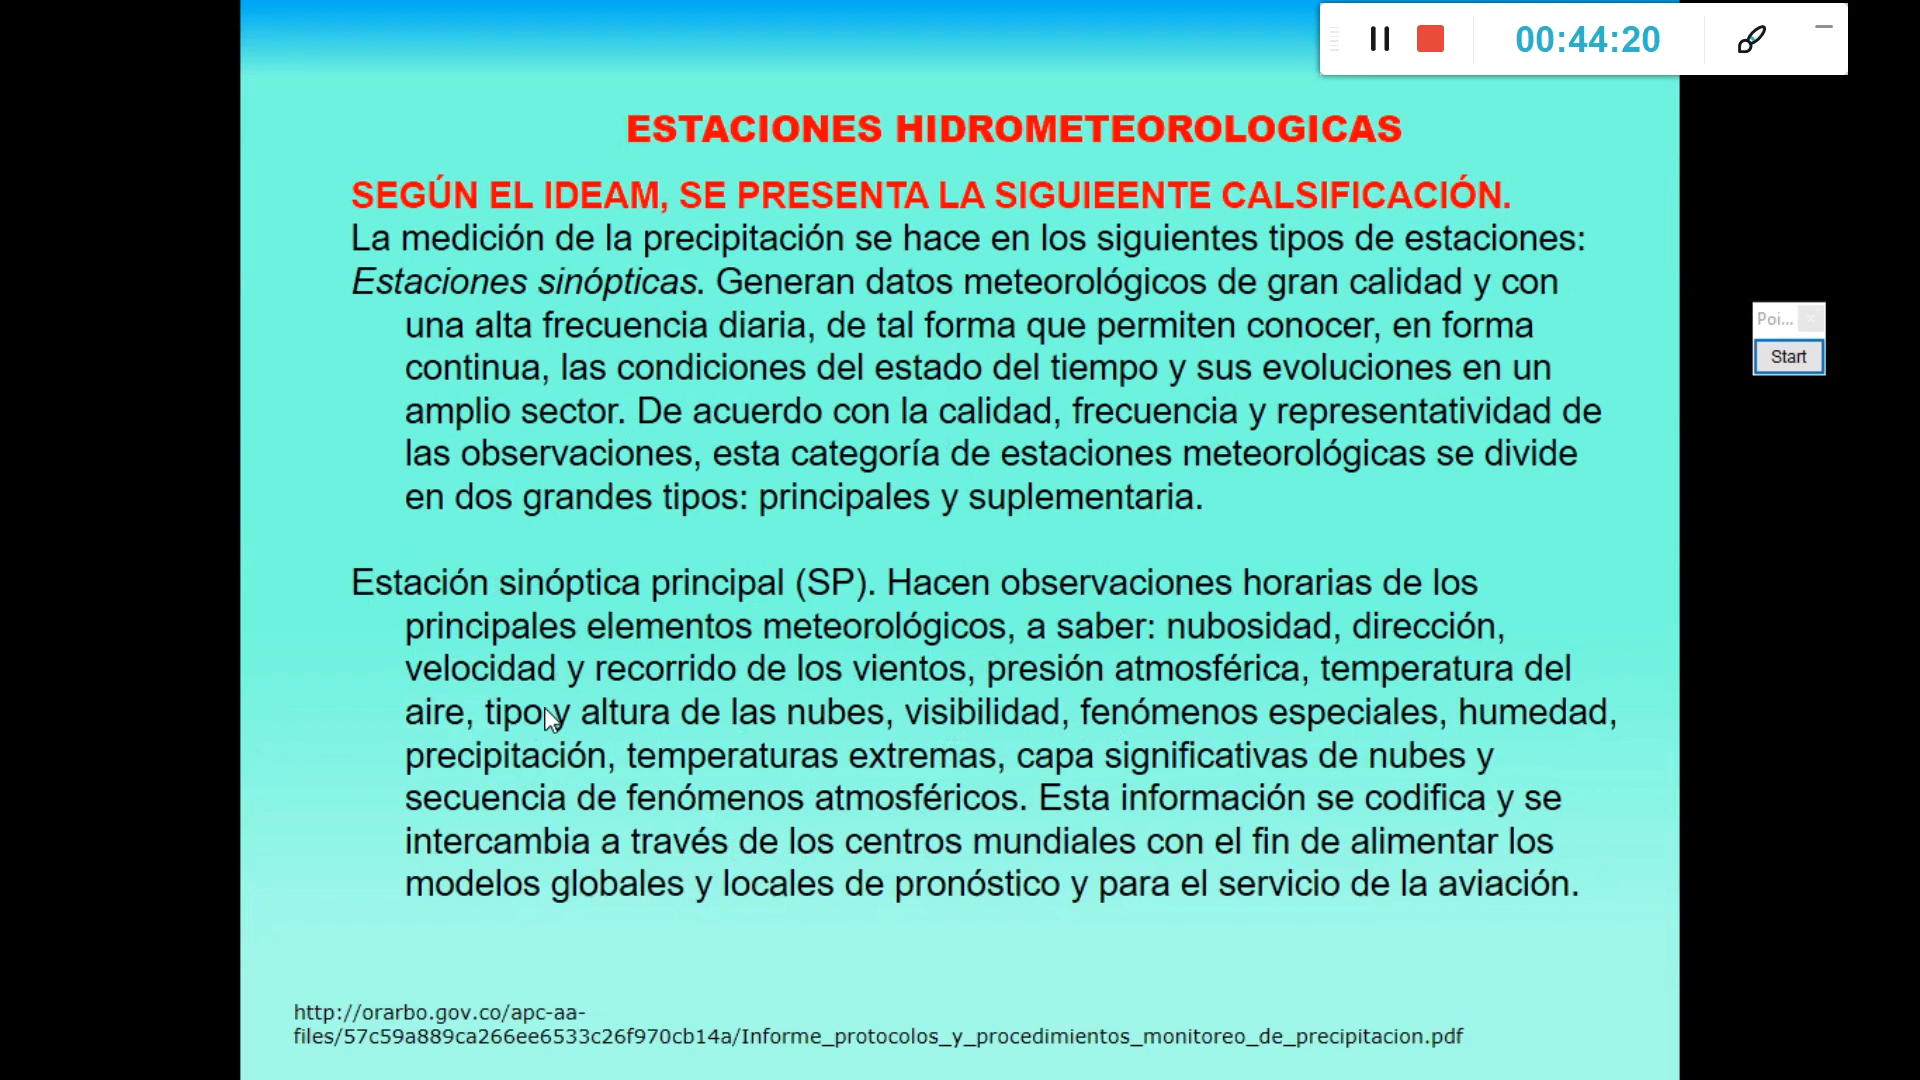 00:44:20
ESTACIONES HIDROMETEOROLOGICAS
SEGÚN EL IDEAM, SE PRESENTA LA SIGUIEENTE CALSIFICACIÓN.
La medición de la precipitación se hace en los siguientes tipos de estaciones:
Estaciones sinópticas. Generan datos meteorológicos de gran calidad y con
una alta frecuencia diaria, de tal forma que permiten conocer, en forma
continua, las condiciones del estado del tiempo y sus evoluciones en un
amplio sector. De acuerdo con la calidad, frecuencia y representatividad de
las observaciones, esta categoría de estaciones meteorológicas se divide
en dos grandes tipos: principales y suplementaria.
Estación sinóptica principal (SP). Hacen observaciones horarias de los
principales elementos meteorológicos, a saber: nubosidad, dirección,
velocidad y recorrido de los vientos, presión atmosférica, temperatura del
aire, tipo y altura de las nubes, visibilidad, fenómenos especiales, humedad,
precipitación, temperaturas extremas, capa significativas de nubes y
secuencia de fenómenos atmosféricos. Esta información se codifica y se
intercambia a través de los centros mundiales con el fin de alimentar los
modelos globales y locales de pronóstico y para el servicio de la aviación.
http://orarbo.gov.co/apc-aa-
files/57c59a889ca266ee6533c26f970cb14a/Informe_protocolos_y_procedimientos_monitoreo_de_precipitacion.pdf
Poi...
Start